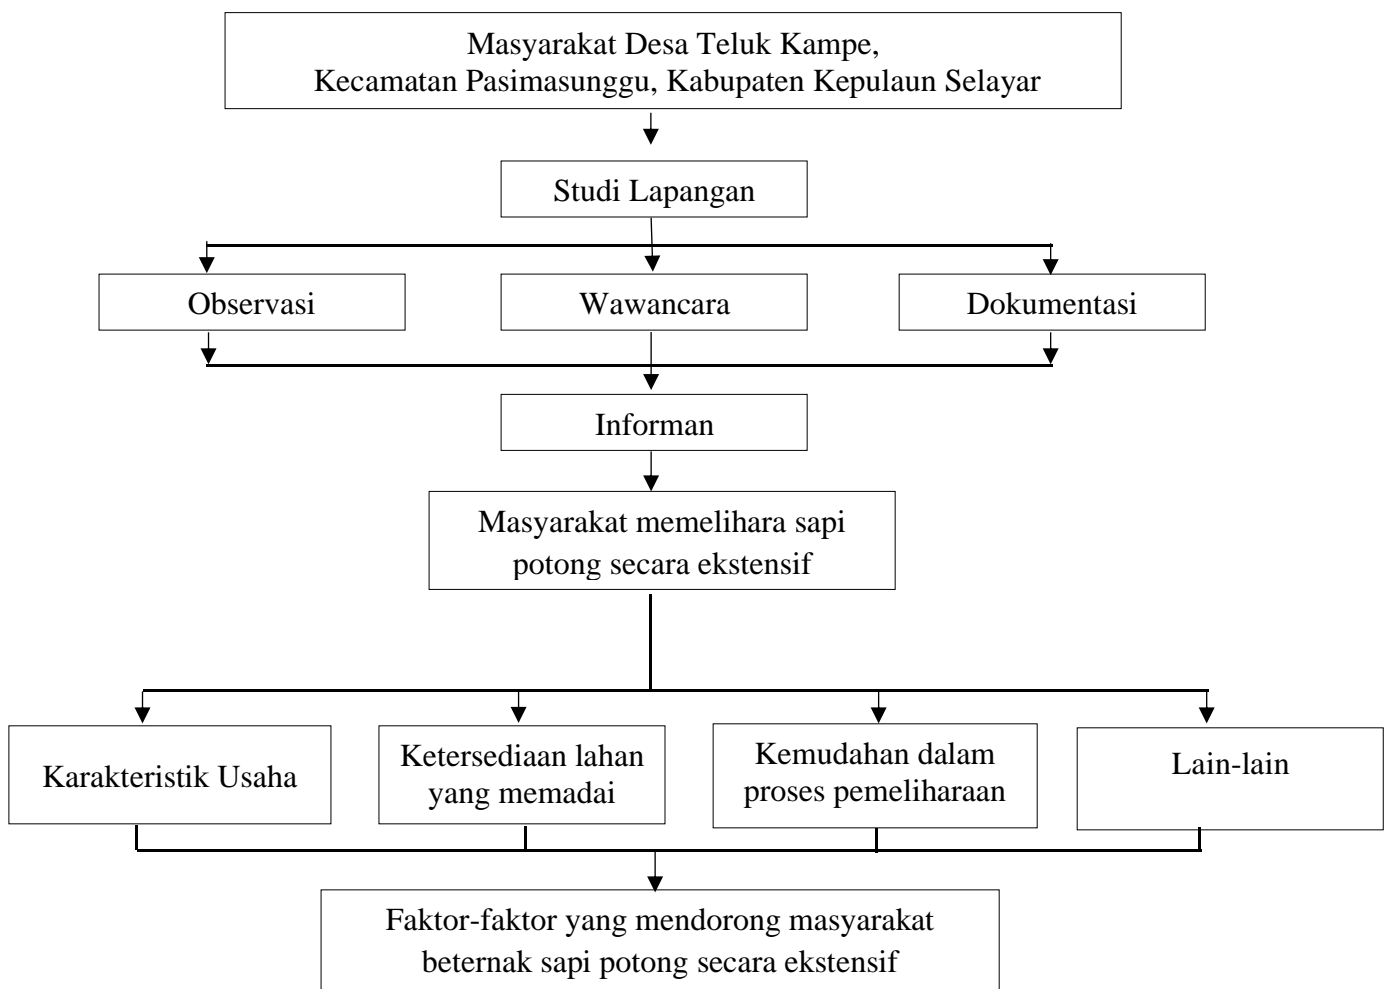 Masyarakat Desa Teluk Kampe,
Kecamatan Pasimasunggu, Kabupaten Kepulaun Selayar
Studi Lapangan
Observasi
Wawancara
Dokumentasi
Informan
Masyarakat memelihara sapi
potong secara ekstensif
Karakteristik Usaha
Ketersediaan lahan
yang memadai
Kemudahan dalam
proses pemeliharaan
Lain-lain
Faktor-faktor yang mendorong masyarakat
beternak sapi potong secara ekstensif